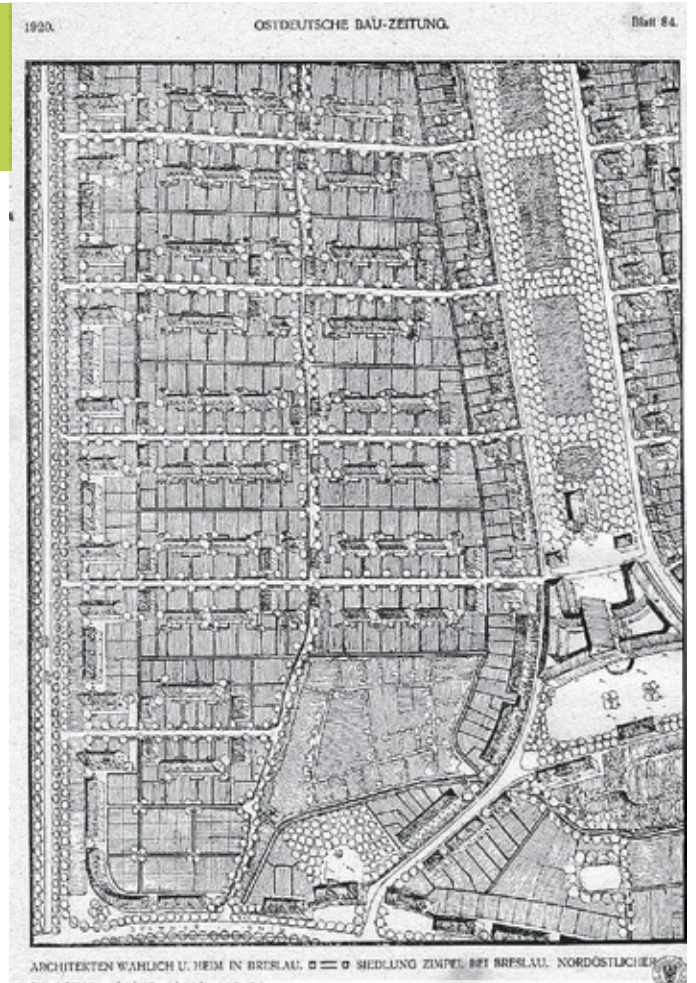 1920.
OSTDEUTSCHE BAU-ZEITUNG.
Blatt 84.
ARCHITEKTEN WAHLICH U. HEIM IN BRESLAU. SIEDLUNG ZIMPEL BEI BRESLAU. NORDÖSTLICHER